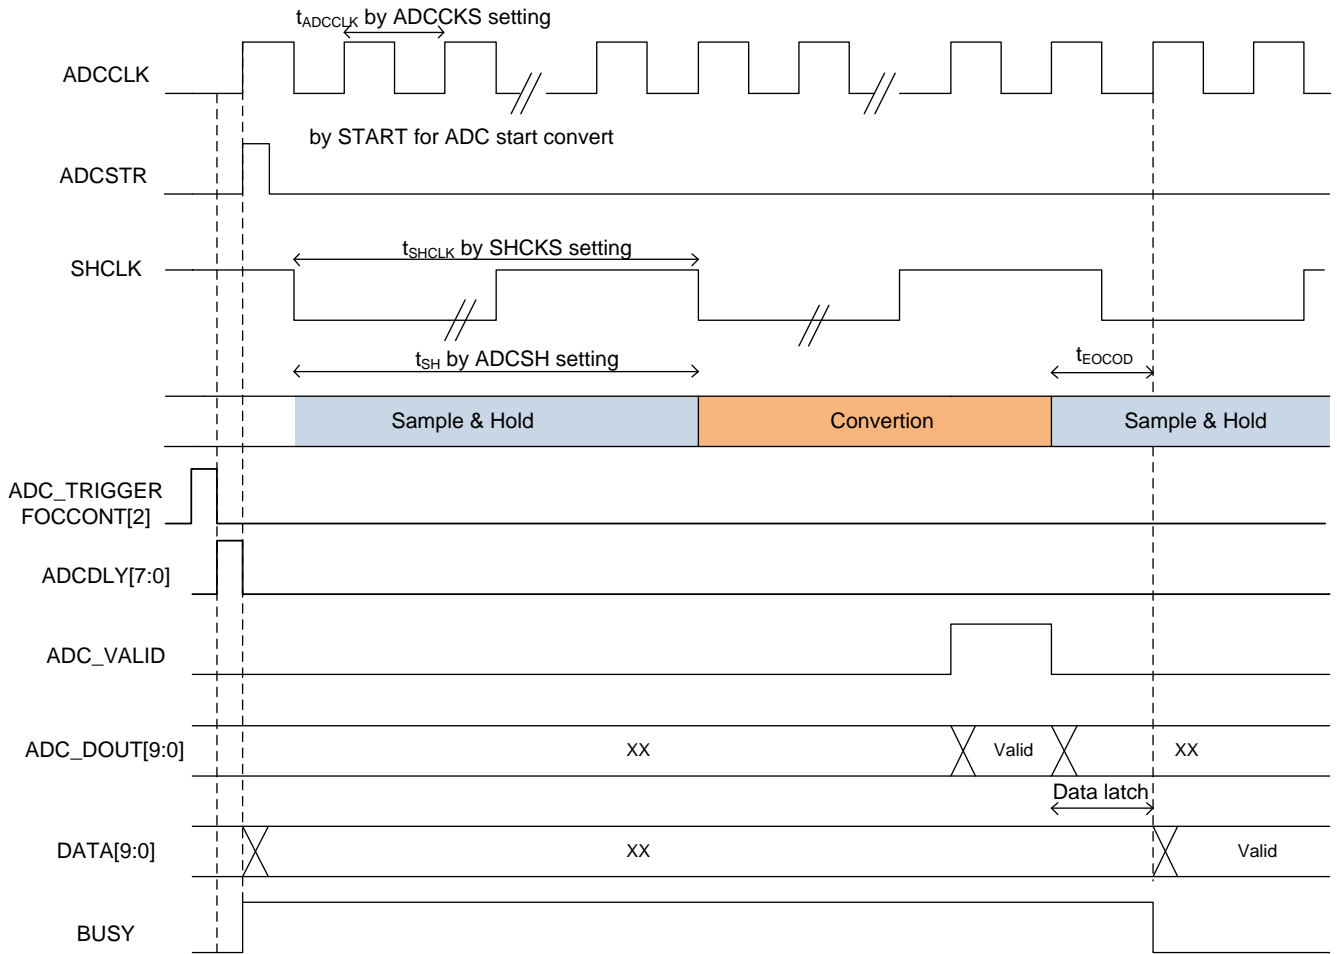 tADCCLK by ADCCKS setting
ADCCLK
by START for ADC start convert
ADCSTR
tSHCLK by SHCKS setting
SHCLK
tSH by ADCSH setting
tEOCOD
Sample & Hold
Convertion
Sample & Hold
ADC_TRIGGER
FOCCONT[2]
ADCDLY[7:0]
ADC_VALID
ADC_DOUT[9:0]
XX
Valid
XX
Data latch
DATA[9:0]
XX
Valid
BUSY